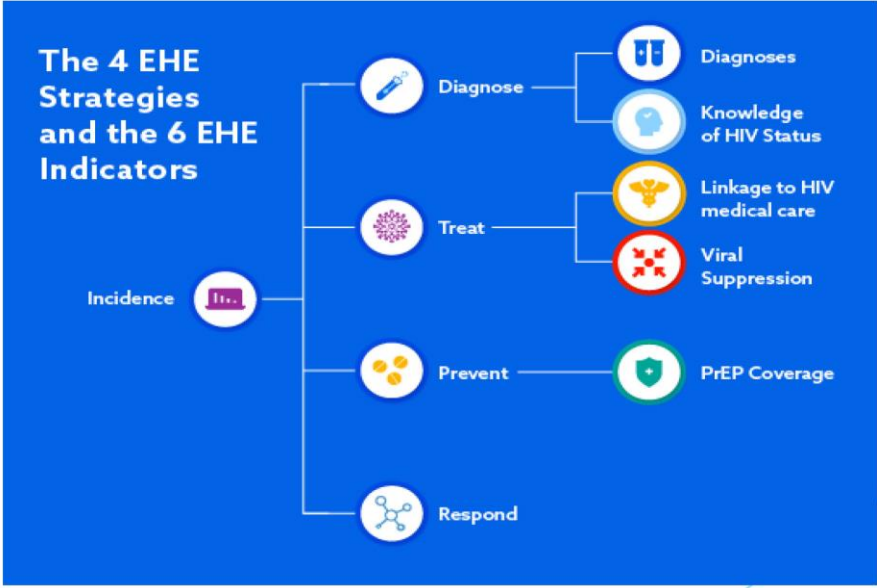 The 4 EHE
Strategies
and the 6 EHE
Indicators
Incidence
Diagnose
Diagnoses
Knowledge
of HIV Status
Treat
Linkage to HIV
medical care
Viral
Suppression
Prevent
PrEP Coverage
Respond